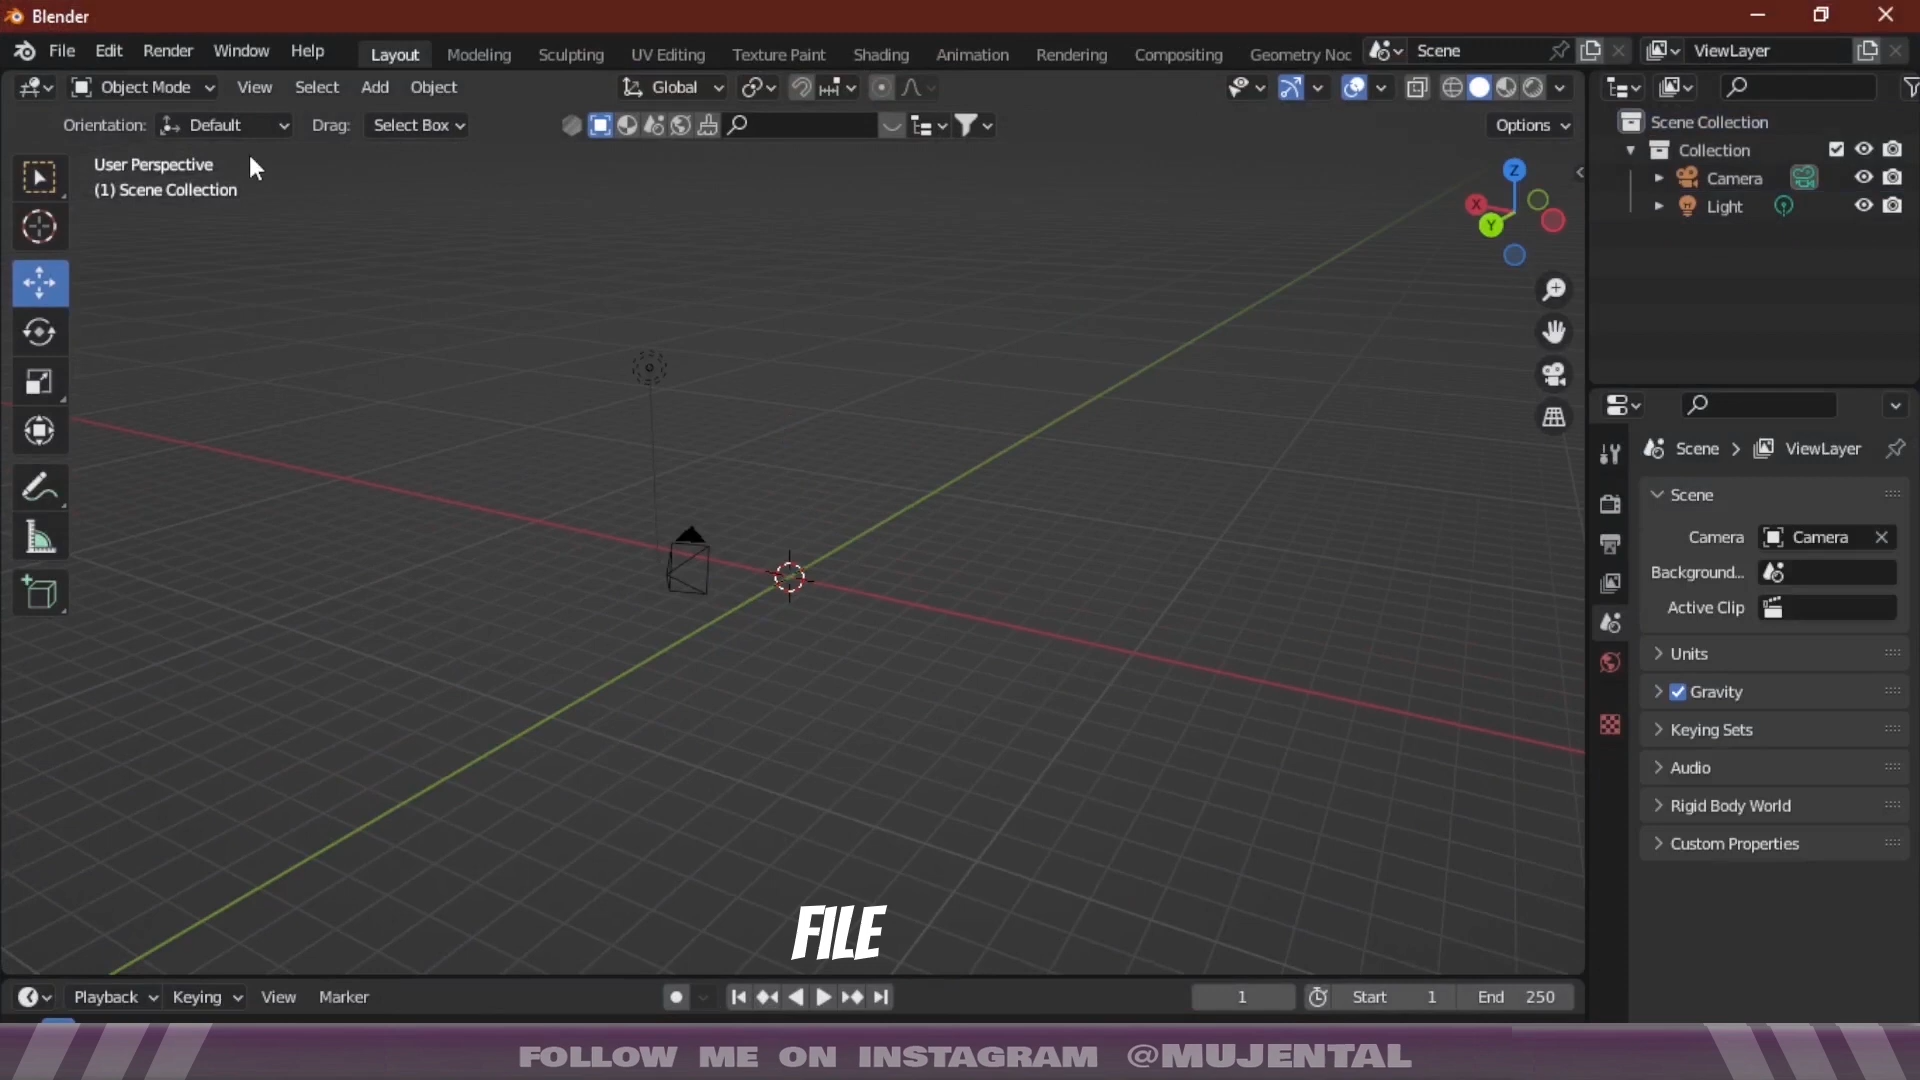 Blender
File Edit Render Window Help Layout Modeling Sculpting UV Editing Texture Paint Shading Animation Rendering Compositing Geometry Noc Scene ViewLayer
Object Mode View Select Add Object Global
Orientation: Default Drag: Select Box Options
User Perspective
(1) Scene Collection
Z
X
Y
Scene Collection
Collection
Camera
Light
Scene > ViewLayer
Scene
Camera Camera
Background...
Active Clip
Units
Gravity
Keying Sets
Audio
Rigid Body World
Custom Properties
FILE
Playback Keying View Marker 1 Start 1 End 250
FOLLOW ME ON INSTAGRAM @MUJENTAL